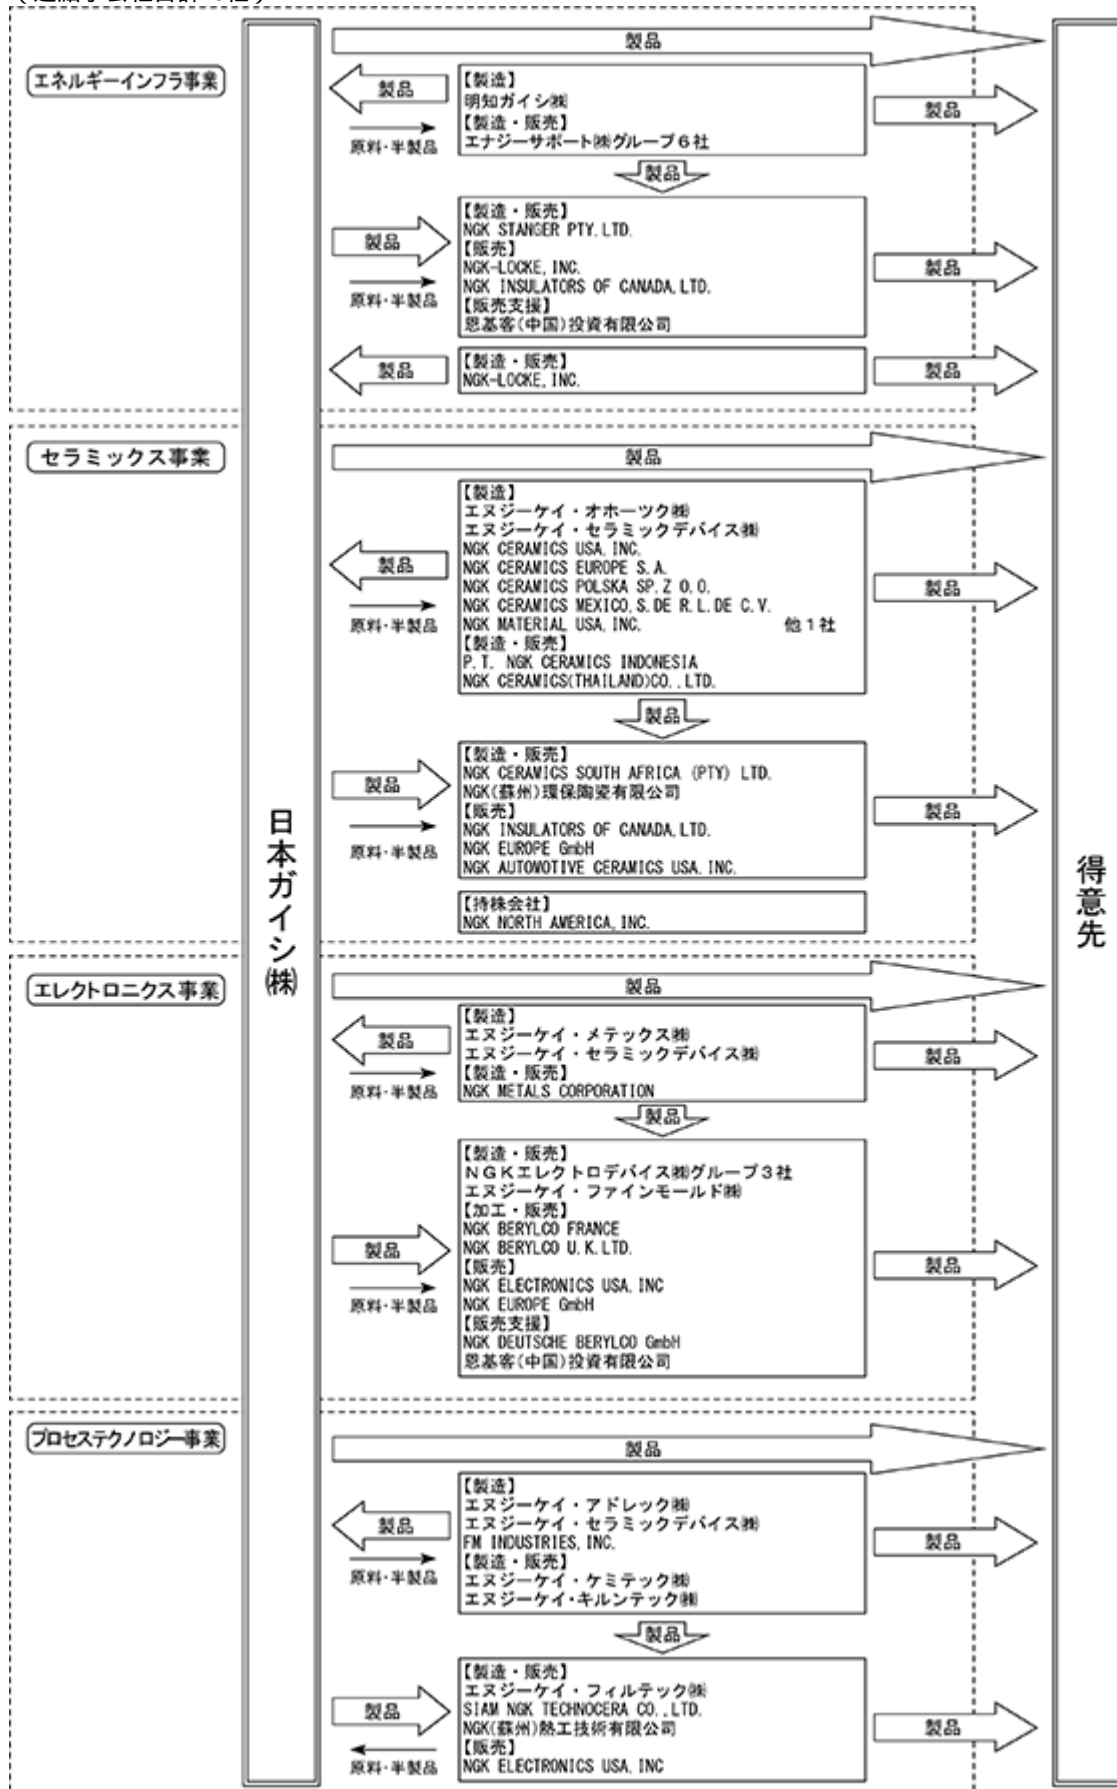 エネルギーインフラ事業
製品
製品
原料・半製品
【製造】
明知ガイシ㈱
【製造・販売】
エナジーサポート㈱グループ6社
製品
製品
製品
原料・半製品
【製造・販売】
NGK STANGER PTY.LTD.
【販売】
NGK-LOCKE,INC.
NGK INSULATORS OF CANADA,LTD.
【販売支援】
恩基客(中国)投資有限公司
製品
製品
【製造・販売】
NGK-LOCKE,INC.
製品
日本ガイシ㈱
得意先
セラミックス事業
製品
製品
原料・半製品
【製造】
エヌジーケイ・オホーツク㈱
エヌジーケイ・セラミックデバイス㈱
NGK CERAMICS USA,INC.
NGK CERAMICS EUROPE S.A.
NGK CERAMICS POLSKA SP.Z O.O.
NGK CERAMICS MEXICO,S.DE R.L.DE C.V.
NGK MATERIAL USA,INC. 他1社
【製造・販売】
P.T. NGK CERAMICS INDONESIA
NGK CERAMICS(THAILAND)CO.,LTD.
製品
製品
製品
原料・半製品
【製造・販売】
NGK CERAMICS SOUTH AFRICA (PTY) LTD.
NGK(蘇州)環保陶瓷有限公司
【販売】
NGK INSULATORS OF CANADA,LTD.
NGK EUROPE GmbH
NGK AUTOMOTIVE CERAMICS USA,INC.
製品
【持株会社】
NGK NORTH AMERICA,INC.
エレクトロニクス事業
製品
製品
原料・半製品
【製造】
エヌジーケイ・メテックス㈱
エヌジーケイ・セラミックデバイス㈱
【製造・販売】
NGK METALS CORPORATION
製品
製品
製品
原料・半製品
【製造・販売】
NGKエレクトロデバイス㈱グループ3社
エヌジーケイ・ファインモールド㈱
【加工・販売】
NGK BERYLCO FRANCE
NGK BERYLCO U.K.LTD.
【販売】
NGK ELECTRONICS USA,INC
NGK EUROPE GmbH
【販売支援】
NGK DEUTSCHE BERYLCO GmbH
恩基客(中国)投資有限公司
製品
プロセステクノロジー事業
製品
製品
原料・半製品
【製造】
エヌジーケイ・アドレック㈱
エヌジーケイ・セラミックデバイス㈱
FM INDUSTRIES,INC.
【製造・販売】
エヌジーケイ・ケミテック㈱
エヌジーケイ・キルンテック㈱
製品
製品
製品
原料・半製品
【製造・販売】
エヌジーケイ・フィルテック㈱
SIAM NGK TECHNOCERA CO.,LTD.
NGK(蘇州)熱工技術有限公司
【販売】
NGK ELECTRONICS USA,INC
製品